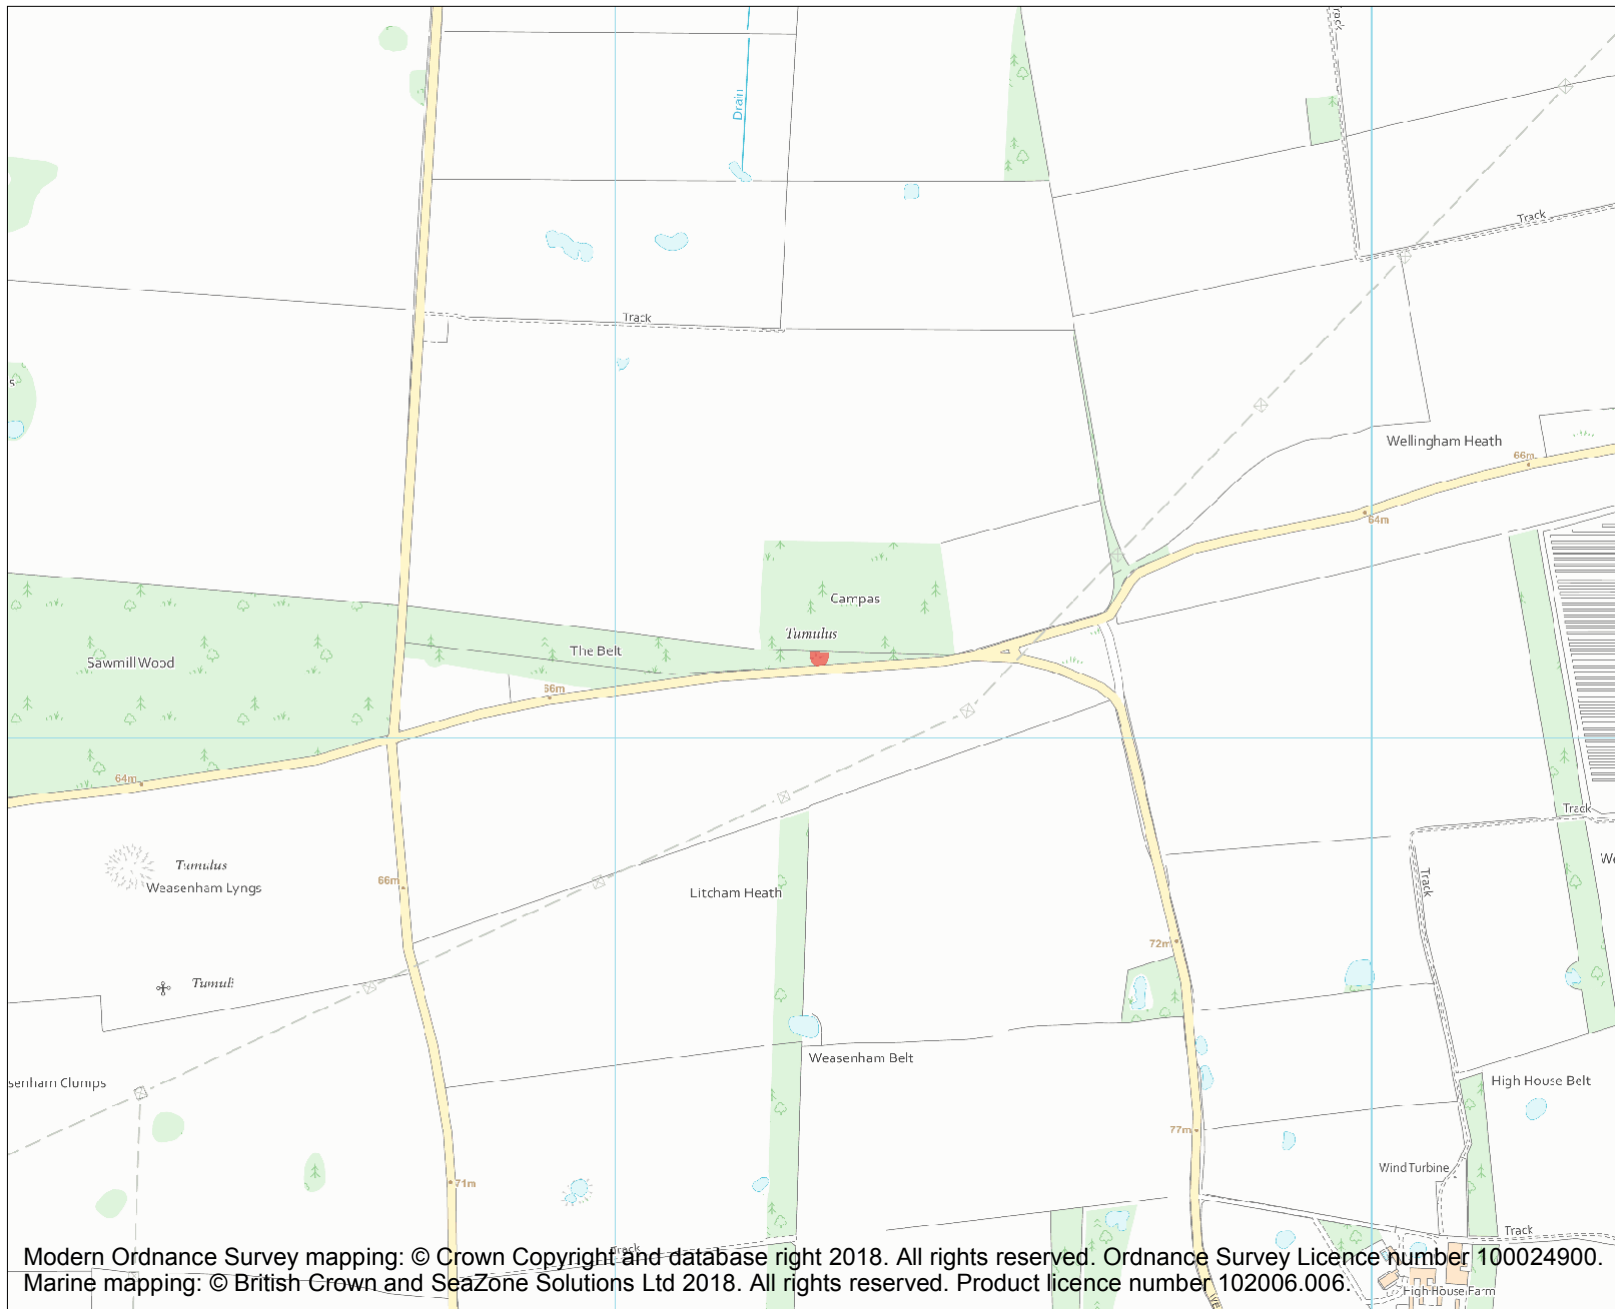 Track
Drain
Track
Track
s
Wellingham Heath
66m
64m
Campas
Tumulus
The Belt
Sawmill Wood
66m
64m
Track
Tumulus
Weasenham Lyngs
We
66m
Litcham Heath
Track
72m
Tumuli
Weasenham Belt
senham Clumps
High House Belt
77m
Wind Turbine
71m
Track
Track
Modern Ordnance Survey mapping: © Crown Copyright and database right 2018. All rights reserved. Ordnance Survey Licence number 100024900.
Marine mapping: © British Crown and SeaZone Solutions Ltd 2018. All rights reserved. Product licence number 102006.006.
High House Farm